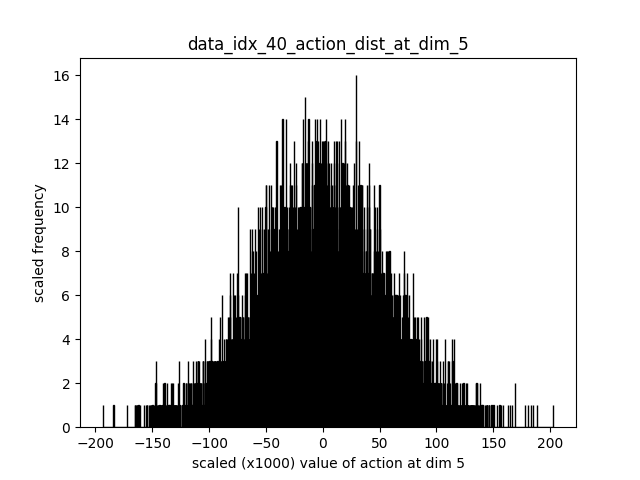 data_idx_40_action_dist_at_dim_5
scaled frequency
16
14
12
10
8
6
4
2
0
−200 −150 −100 −50 0 50 100 150 200
scaled (x1000) value of action at dim 5